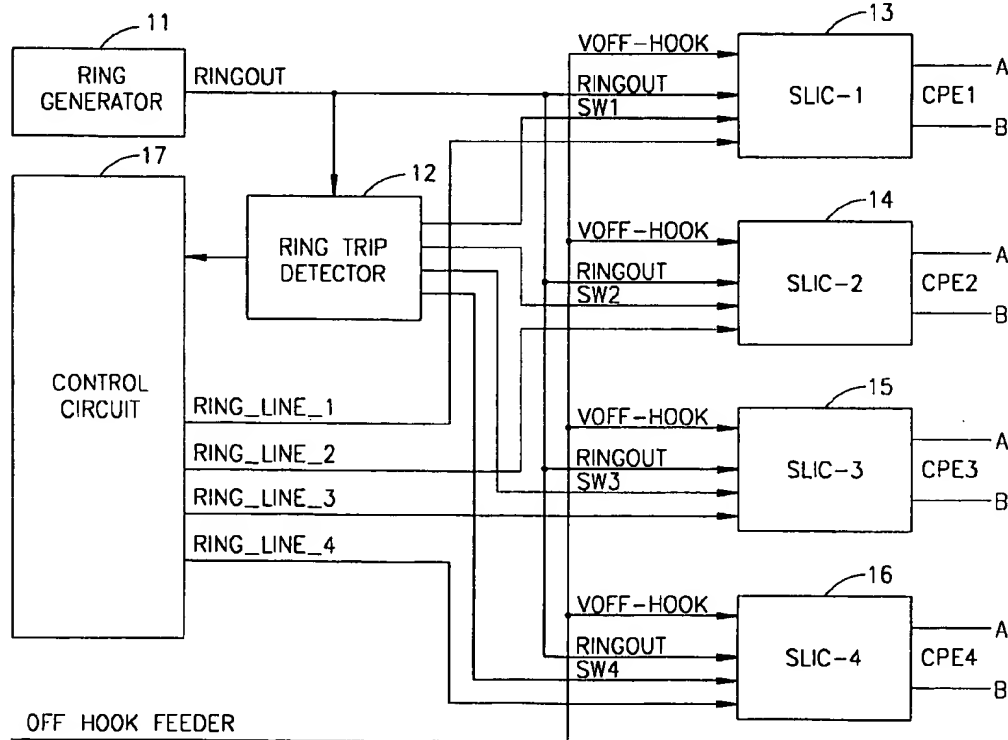 11
RING
GENERATOR
RINGOUT
17
CONTROL
CIRCUIT
12
RING TRIP
DETECTOR
RING_LINE_1
RING_LINE_2
RING_LINE_3
RING_LINE_4
OFF HOOK FEEDER
VOFF-HOOK
RINGOUT
SW1
13
SLIC-1
A
CPE1
B
VOFF-HOOK
RINGOUT
SW2
14
SLIC-2
A
CPE2
B
VOFF-HOOK
RINGOUT
SW3
15
SLIC-3
A
CPE3
B
VOFF-HOOK
RINGOUT
SW4
16
SLIC-4
A
CPE4
B